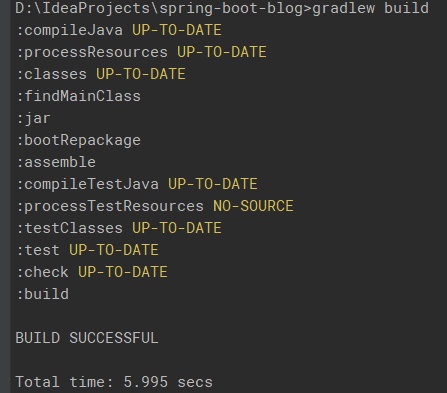 D:\IdeaProjects\spring-boot-blog>gradlew build
:compileJava UP-TO-DATE
:processResources UP-TO-DATE
:classes UP-TO-DATE
:findMainClass
:jar
:bootRepackage
:assemble
:compileTestJava UP-TO-DATE
:processTestResources NO-SOURCE
:testClasses UP-TO-DATE
:test UP-TO-DATE
:check UP-TO-DATE
:build
BUILD SUCCESSFUL
Total time: 5.995 secs